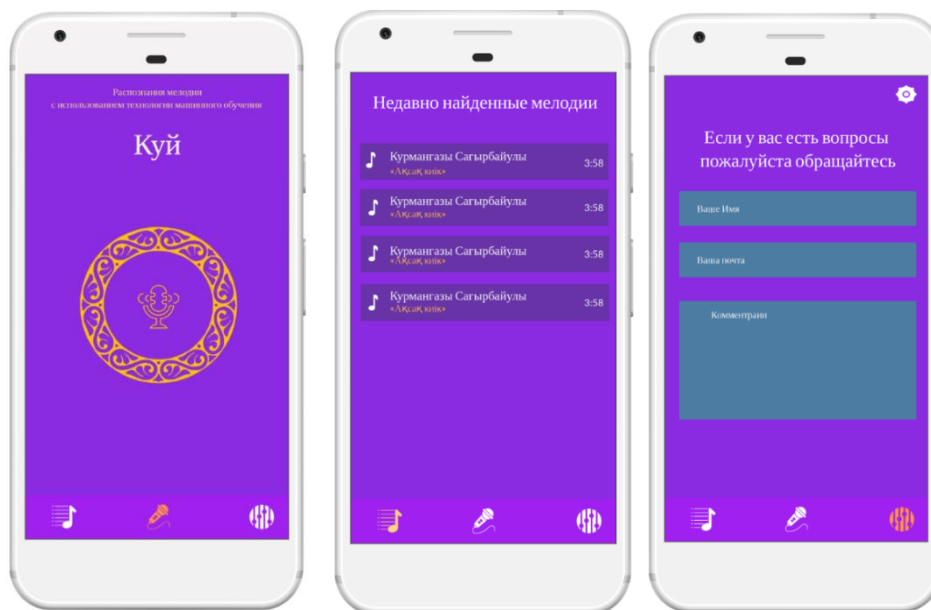 Распознания мелодии
с использованием технологии машинного обучения
Куй
Недавно найденные мелодии
Курмангазы Сагырбайулы
3:58
«Ақсақ киік»
Курмангазы Сагырбайулы
3:58
«Ақсақ киік»
Курмангазы Сагырбайулы
3:58
«Ақсақ киік»
Курмангазы Сагырбайулы
3:58
«Ақсақ киік»
Если у вас есть вопросы
пожалуйста обращайтесь
Ваше Имя
Ваша почта
Комментраии